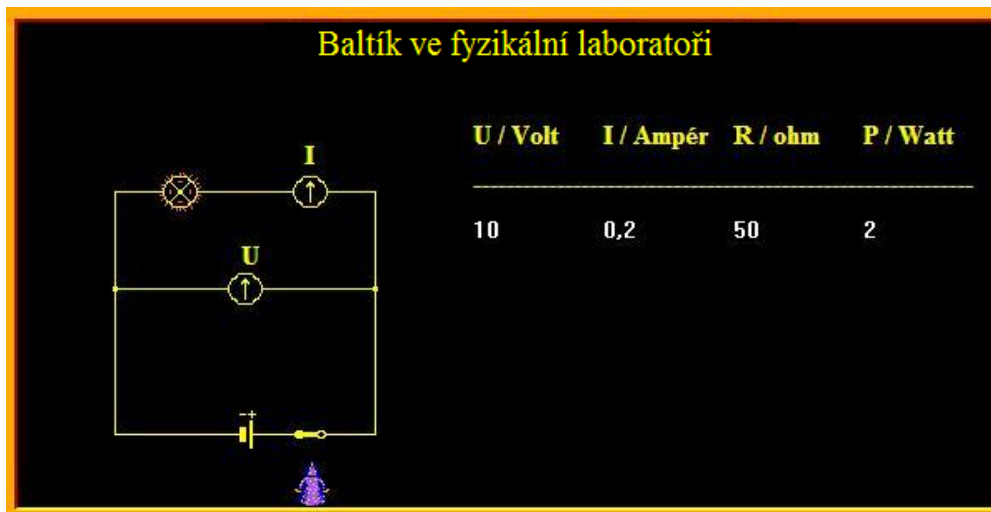 Baltík ve fyzikální laboratoři
U / Volt I / Ampér R / ohm P / Watt
I
10 0,2 50 2
U
-+